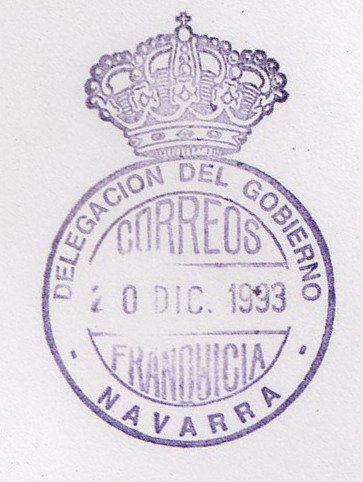 DELEGACION DEL GOBIERNO
CORREOS
20 DIC. 1993
FRANQUICIA
NAVARRA